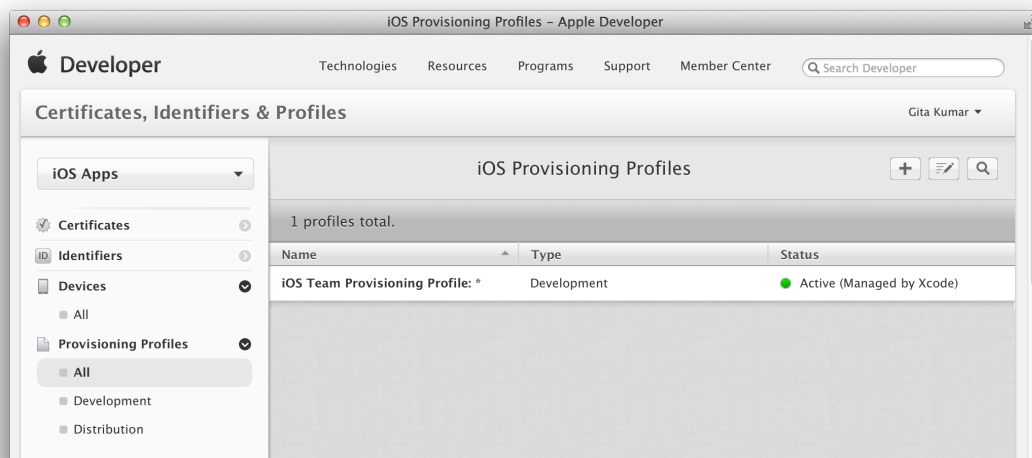 iOS Provisioning Profiles – Apple Developer
Developer
Technologies Resources Programs Support Member Center Search Developer
Certificates, Identifiers & Profiles
Gita Kumar
iOS Apps
iOS Provisioning Profiles
1 profiles total.
Certificates
ID Identifiers
Devices
All
Provisioning Profiles
All
Development
Distribution
Name Type Status
iOS Team Provisioning Profile: * Development Active (Managed by Xcode)